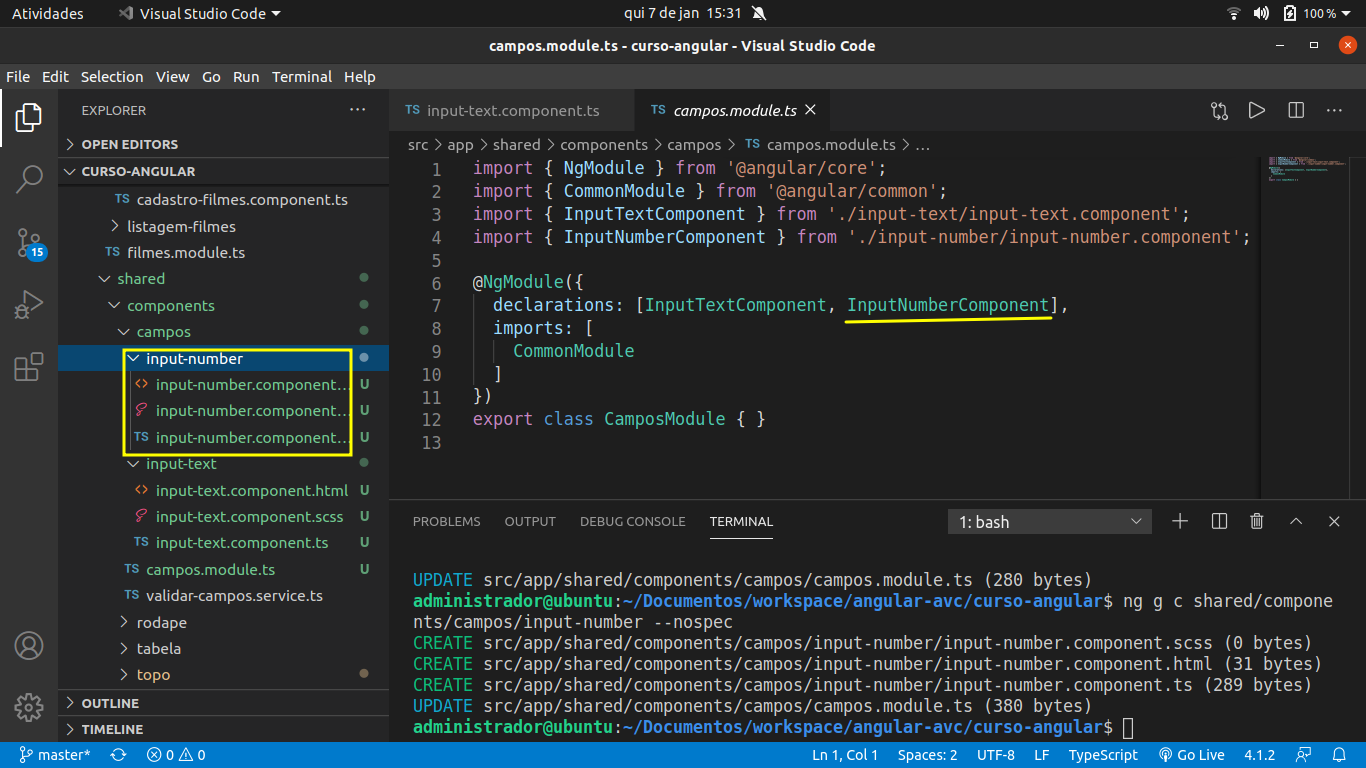 Atividades
Visual Studio Code
qui 7 de jan 15:31
100 %
campos.module.ts - curso-angular - Visual Studio Code
File Edit Selection View Go Run Terminal Help
EXPLORER
OPEN EDITORS
CURSO-ANGULAR
TS cadastro-filmes.component.ts
listagem-filmes
TS filmes.module.ts
shared
components
campos
input-number
input-number.component... U
input-number.component... U
TS input-number.component... U
input-text
input-text.component.html U
input-text.component.scss U
TS input-text.component.ts U
TS campos.module.ts U
TS validar-campos.service.ts
rodape
tabela
topo
OUTLINE
TIMELINE
15
TS input-text.component.ts
TS campos.module.ts
src > app > shared > components > campos > TS campos.module.ts > ...
1 import { NgModule } from '@angular/core';
2 import { CommonModule } from '@angular/common';
3 import { InputTextComponent } from './input-text/input-text.component';
4 import { InputNumberComponent } from './input-number/input-number.component';
5
6 @NgModule({
7 declarations: [InputTextComponent, InputNumberComponent],
8 imports: [
9 CommonModule
10 ]
11 })
12 export class CamposModule { }
13
PROBLEMS OUTPUT DEBUG CONSOLE TERMINAL
1: bash
UPDATE src/app/shared/components/campos/campos.module.ts (280 bytes)
administrador@ubuntu:~/Documentos/workspace/angular-avc/curso-angular$ ng g c shared/compone
nts/campos/input-number --nospec
CREATE src/app/shared/components/campos/input-number/input-number.component.scss (0 bytes)
CREATE src/app/shared/components/campos/input-number/input-number.component.html (31 bytes)
CREATE src/app/shared/components/campos/input-number/input-number.component.ts (289 bytes)
UPDATE src/app/shared/components/campos/campos.module.ts (380 bytes)
administrador@ubuntu:~/Documentos/workspace/angular-avc/curso-angular$
master* 0 0
Ln 1, Col 1 Spaces: 2 UTF-8 LF TypeScript Go Live 4.1.2